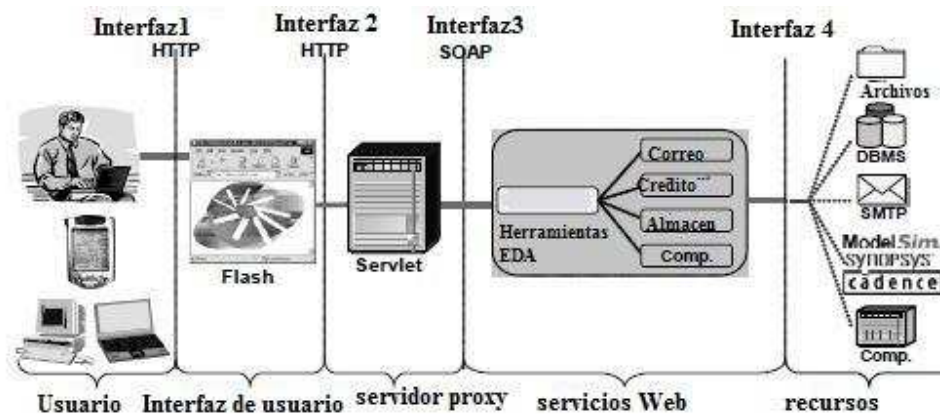 Interfaz1
HTTP
Interfaz 2
HTTP
Interfaz3
SOAP
Interfaz 4
Flash
Servlet
Herramientas
EDA
Correo
Credito
Almacen
Comp.
Archivos
DBMS
SMTP
ModelSim
SYNOPSYS
cadence
Comp.
Usuario
Interfaz de usuario
servidor proxy
servicios Web
recursos